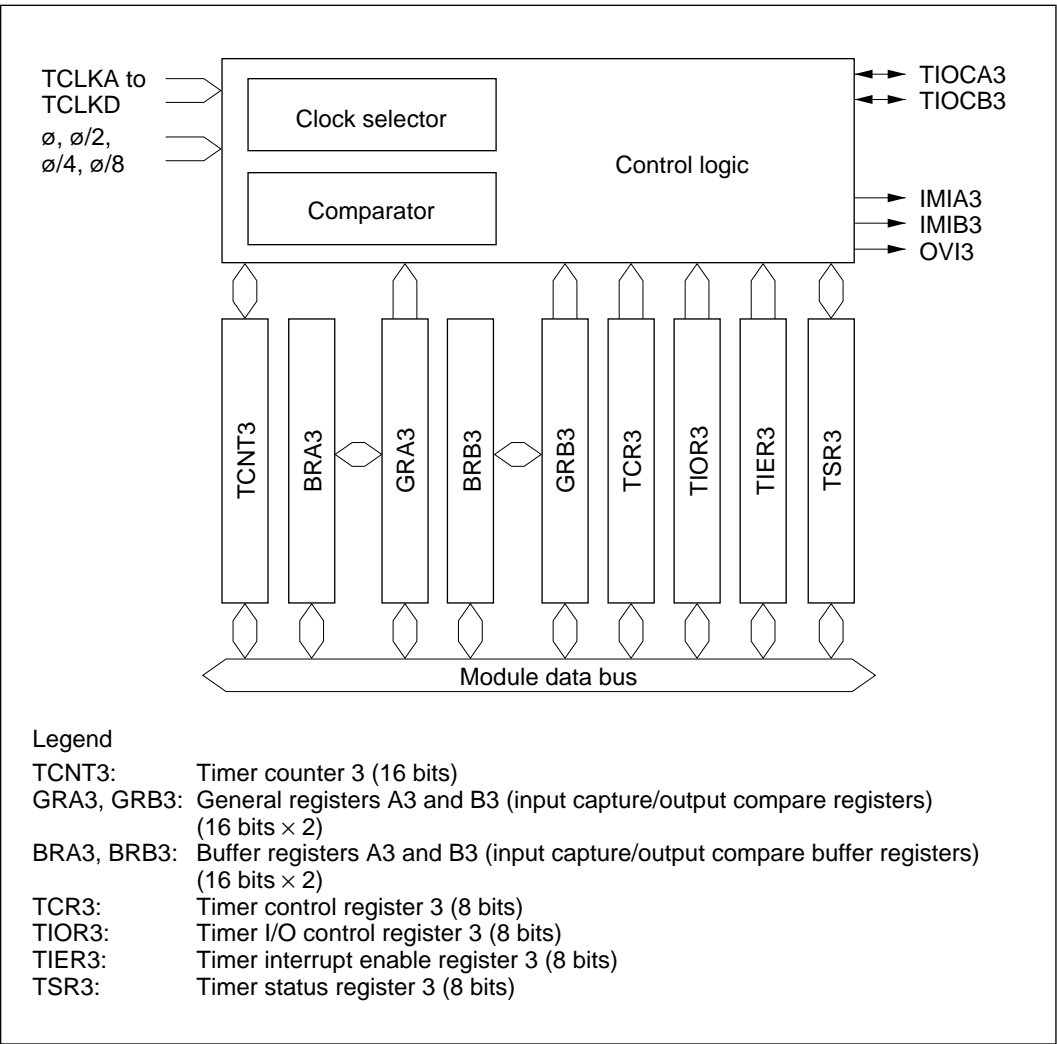 TCLKA to
TCLKD
ø, ø/2,
ø/4, ø/8
Clock selector
Comparator
Control logic
TIOCA3
TIOCB3
IMIA3
IMIB3
OVI3
TCNT3
BRA3
GRA3
BRB3
GRB3
TCR3
TIOR3
TIER3
TSR3
Module data bus
Legend
TCNT3: Timer counter 3 (16 bits)
GRA3, GRB3: General registers A3 and B3 (input capture/output compare registers)
(16 bits × 2)
BRA3, BRB3: Buffer registers A3 and B3 (input capture/output compare buffer registers)
(16 bits × 2)
TCR3: Timer control register 3 (8 bits)
TIOR3: Timer I/O control register 3 (8 bits)
TIER3: Timer interrupt enable register 3 (8 bits)
TSR3: Timer status register 3 (8 bits)